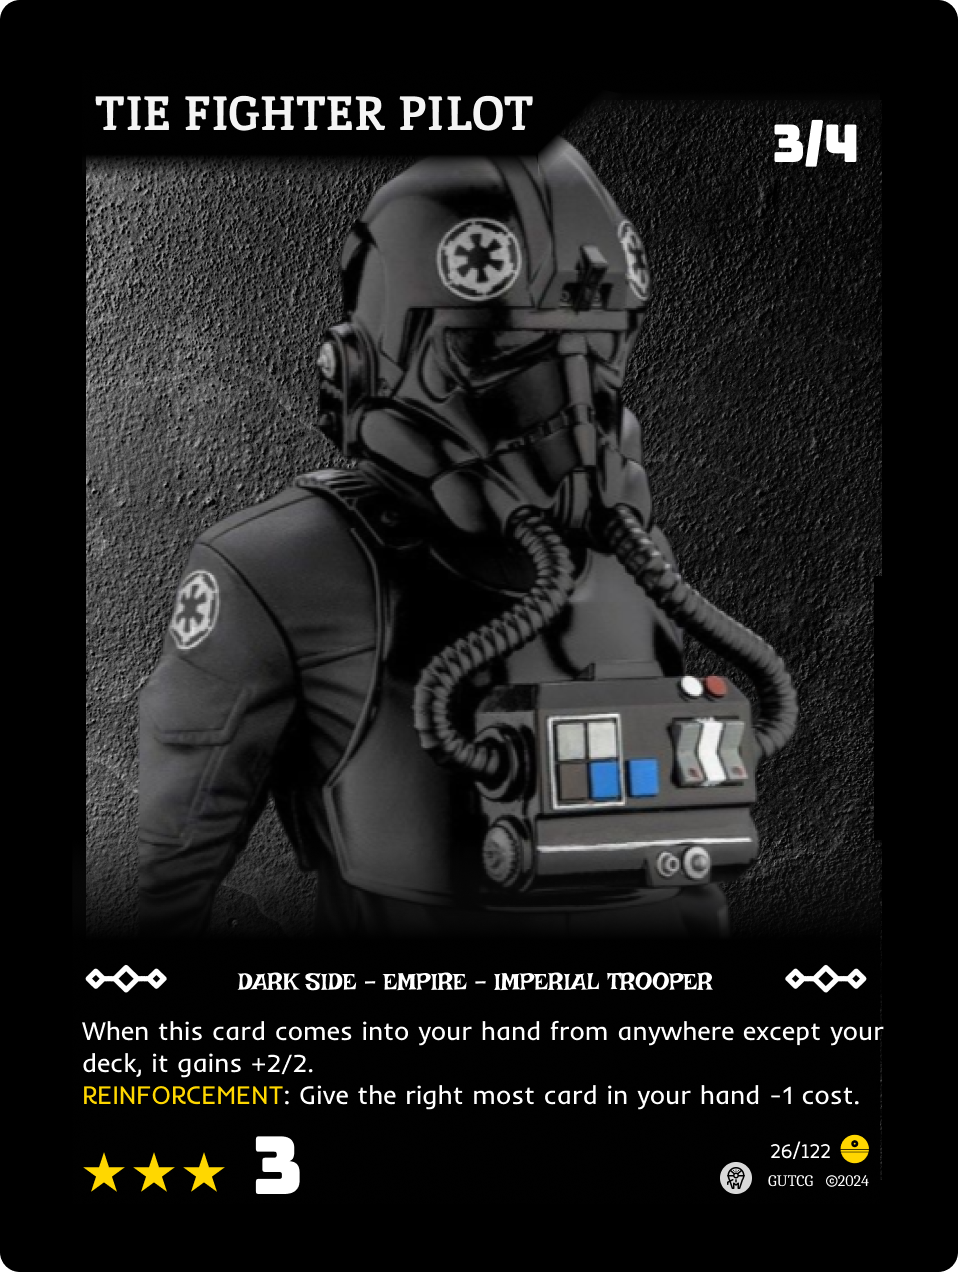 TIE FIGHTER PILOT
3/4
DARK SIDE - EMPIRE - IMPERIAL TROOPER
When this card comes into your hand from anywhere except your
deck, it gains +2/2.
REINFORCEMENT: Give the right most card in your hand -1 cost.
3
26/122
GUTCG ©2024